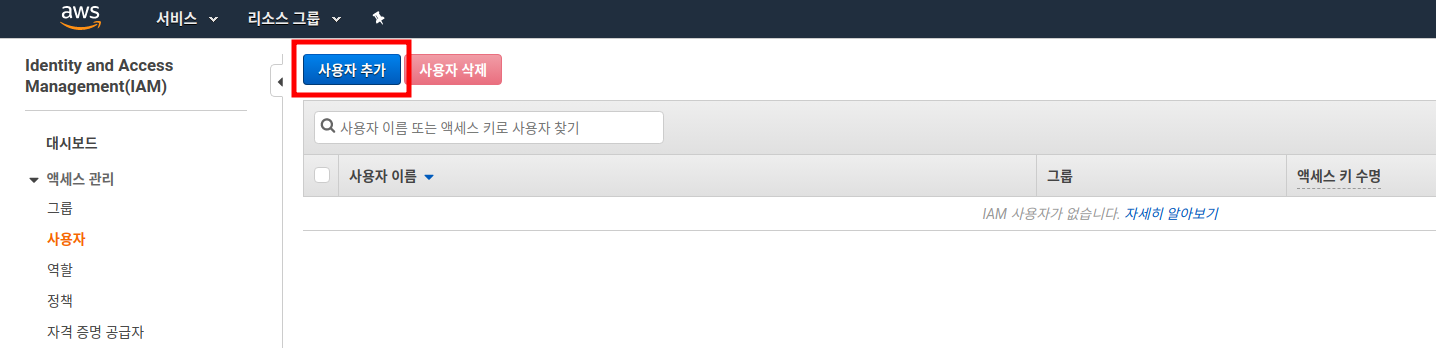 aws 서비스 리소스 그룹
Identity and Access
Management(IAM)
대시보드
액세스 관리
그룹
사용자
역할
정책
자격 증명 공급자
사용자 추가 사용자 삭제
사용자 이름 또는 액세스 키로 사용자 찾기
사용자 이름 그룹 액세스 키 수명
IAM 사용자가 없습니다. 자세히 알아보기